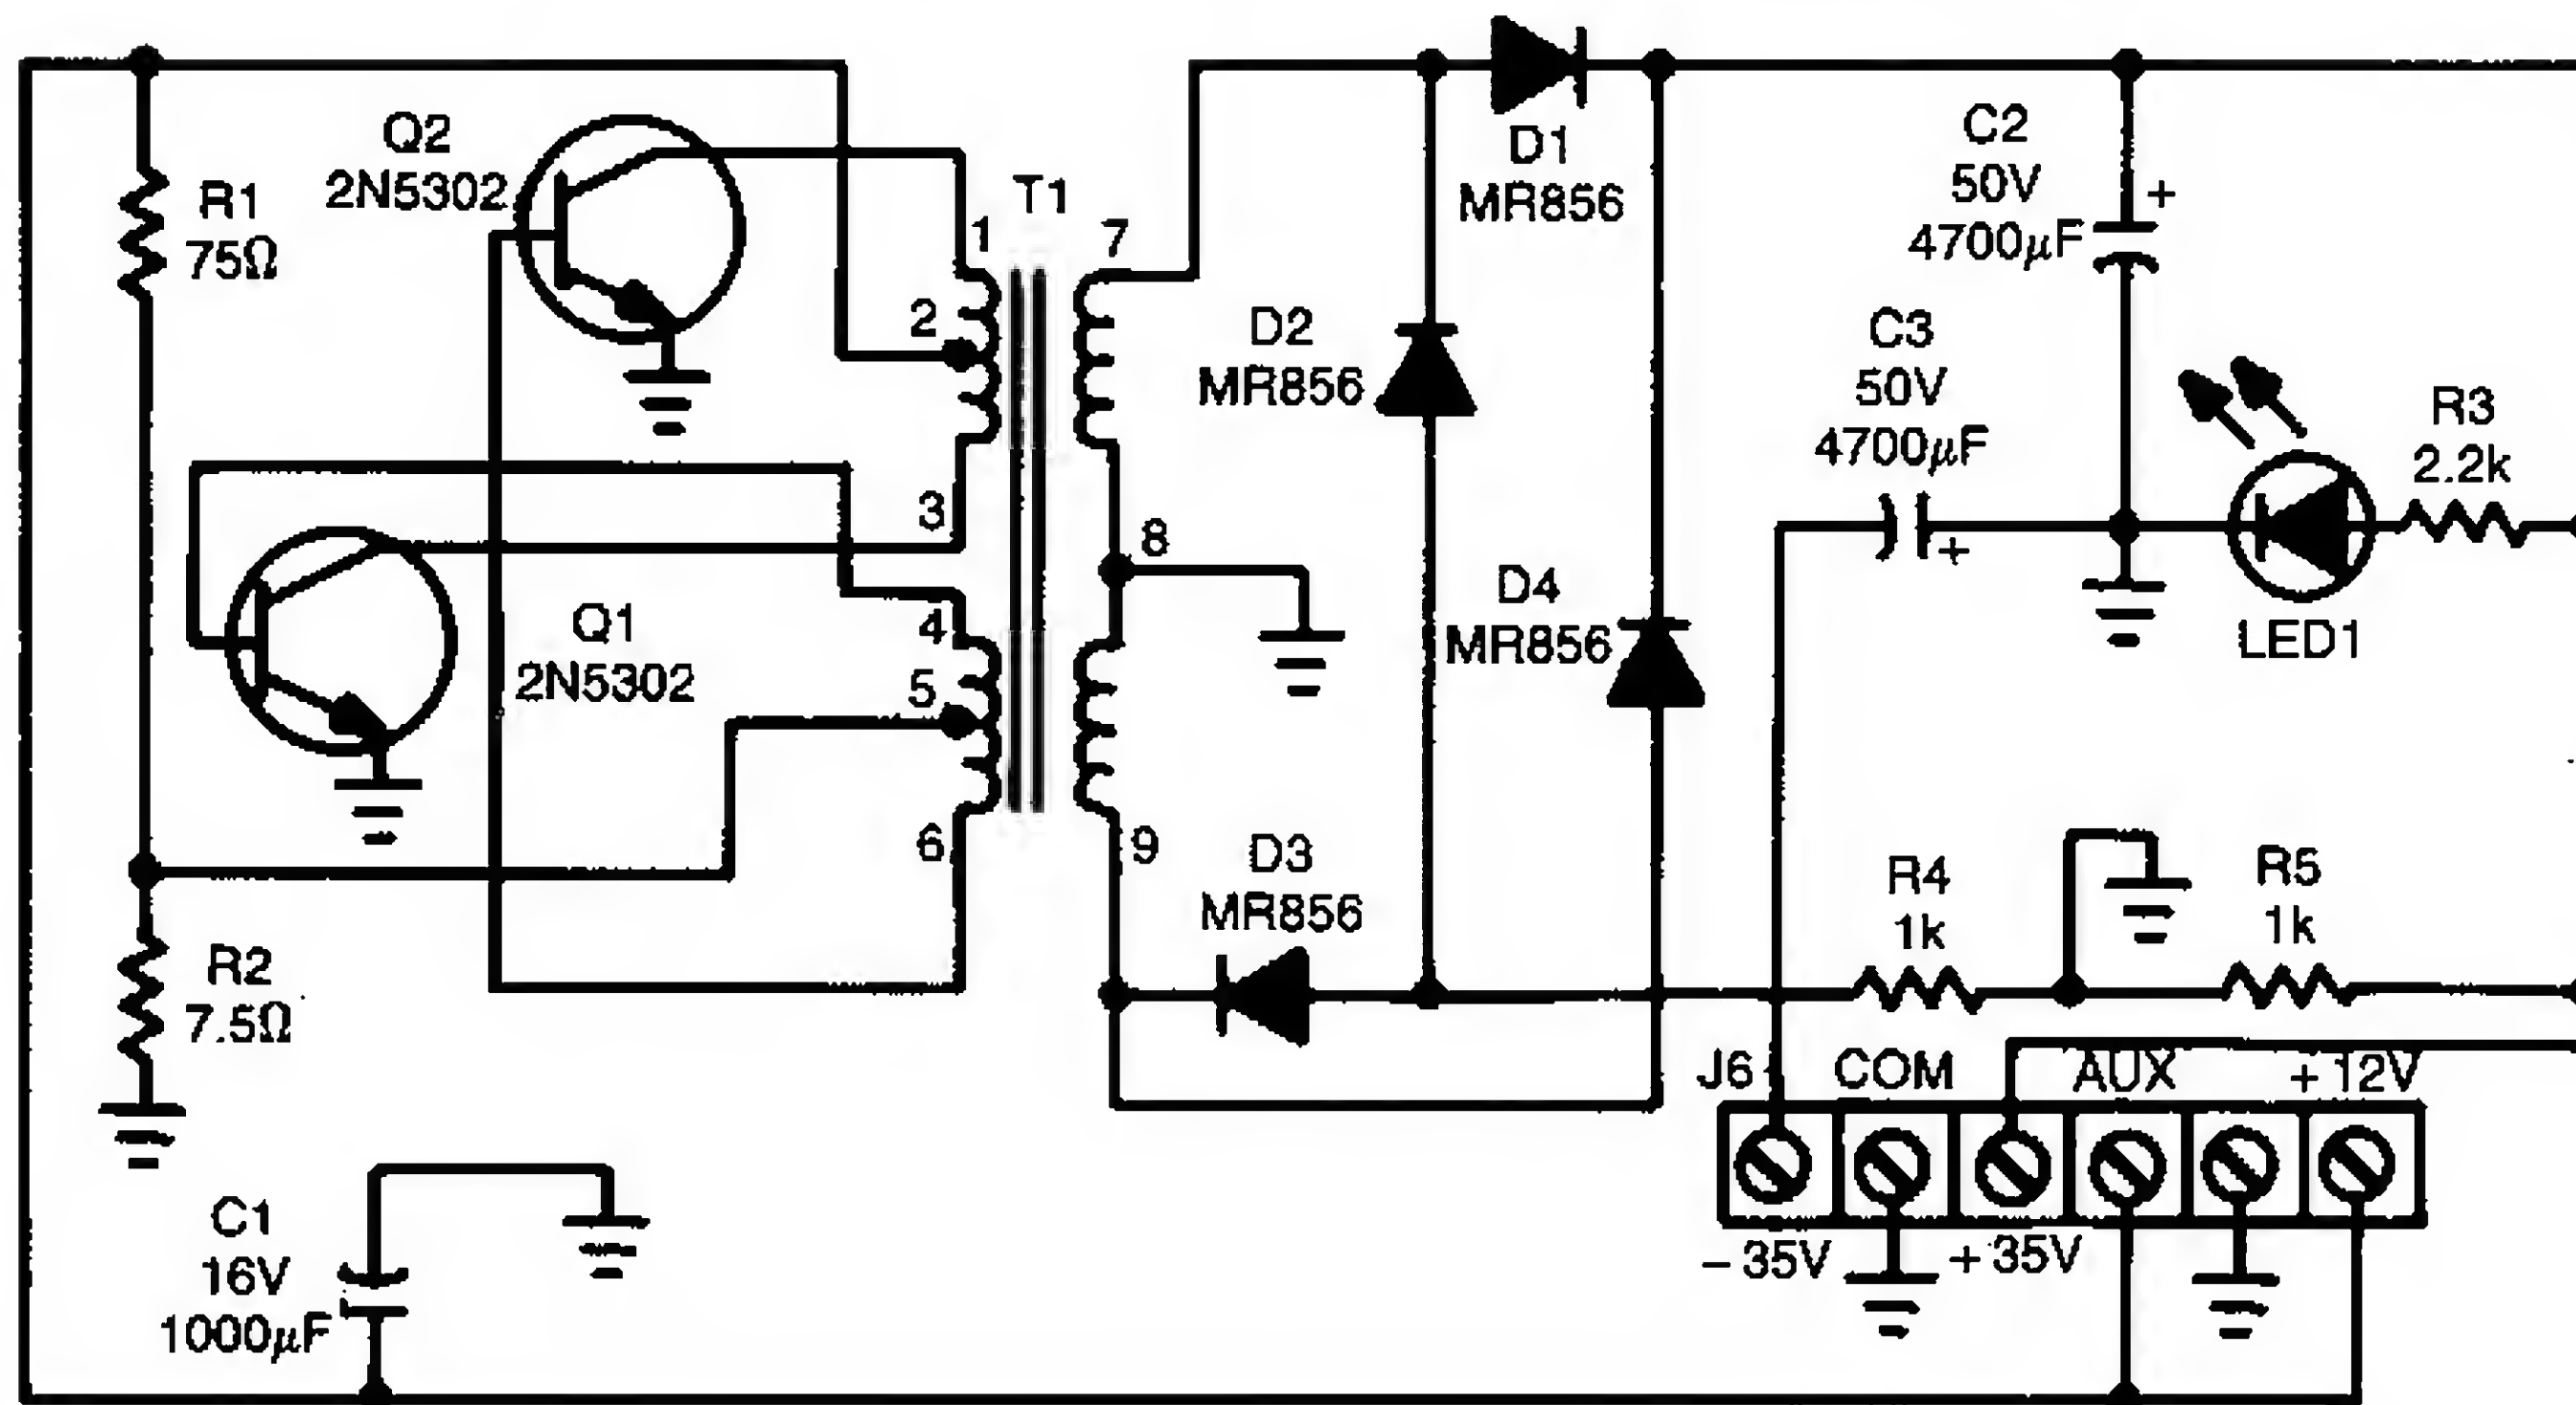 Q2
2N5302
R1
75Ω
T1
1
2
3
4
5
6
7
8
9
D1
MR856
C2
50V
4700μF
+
D2
MR856
C3
50V
4700μF
+
R3
2.2k
LED1
D4
MR856
Q1
2N5302
D3
MR856
R4
1k
R5
1k
R2
7.5Ω
J6
COM
AUX
+12V
-35V
+35V
C1
16V
1000μF